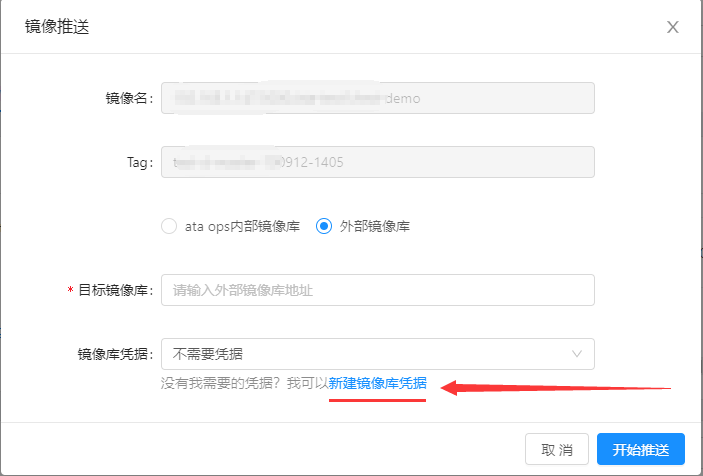 镜像推送
镜像名: demo
Tag: 0912-1405
ata ops内部镜像库 外部镜像库
* 目标镜像库: 请输入外部镜像库地址
镜像库凭据: 不需要凭据
没有我需要的凭据？我可以新建镜像库凭据
取 消 开始推送